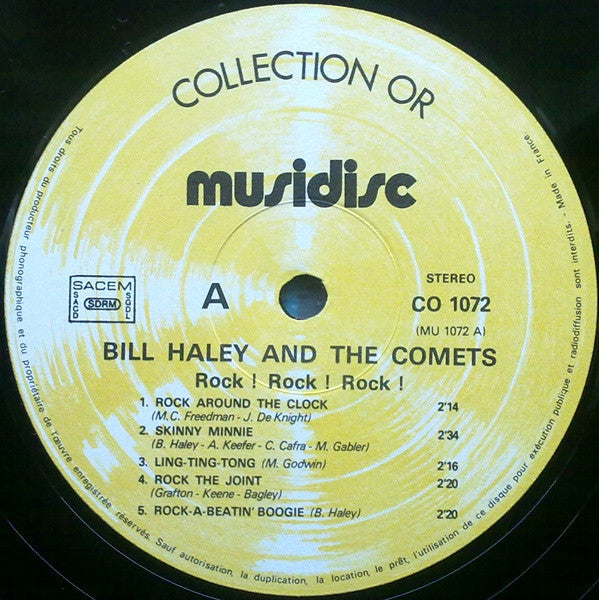 COLLECTION OR
musidisc
SACEM
SACD
SDRM
SGDL
A
STEREO
CO 1072
(MU 1072 A)
BILL HALEY AND THE COMETS
Rock ! Rock ! Rock !
1. ROCK AROUND THE CLOCK 2'14
(M.C. Freedman - J. De Knight)
2. SKINNY MINNIE 2'34
(B. Haley - A. Keefer - C. Cafra - M. Gabler)
3. LING-TING-TONG (M. Godwin) 2'16
4. ROCK THE JOINT 2'20
(Grafton - Keene - Bagley)
5. ROCK-A-BEATIN' BOOGIE (B. Haley) 2'20
Tous droits du producteur phonographique et du propriétaire de l'œuvre enregistrée réservés. Sauf autorisation, la duplication, la location, le prêt, l'utilisation de ce disque pour exécution publique et radiodiffusion sont interdits. - Made in France